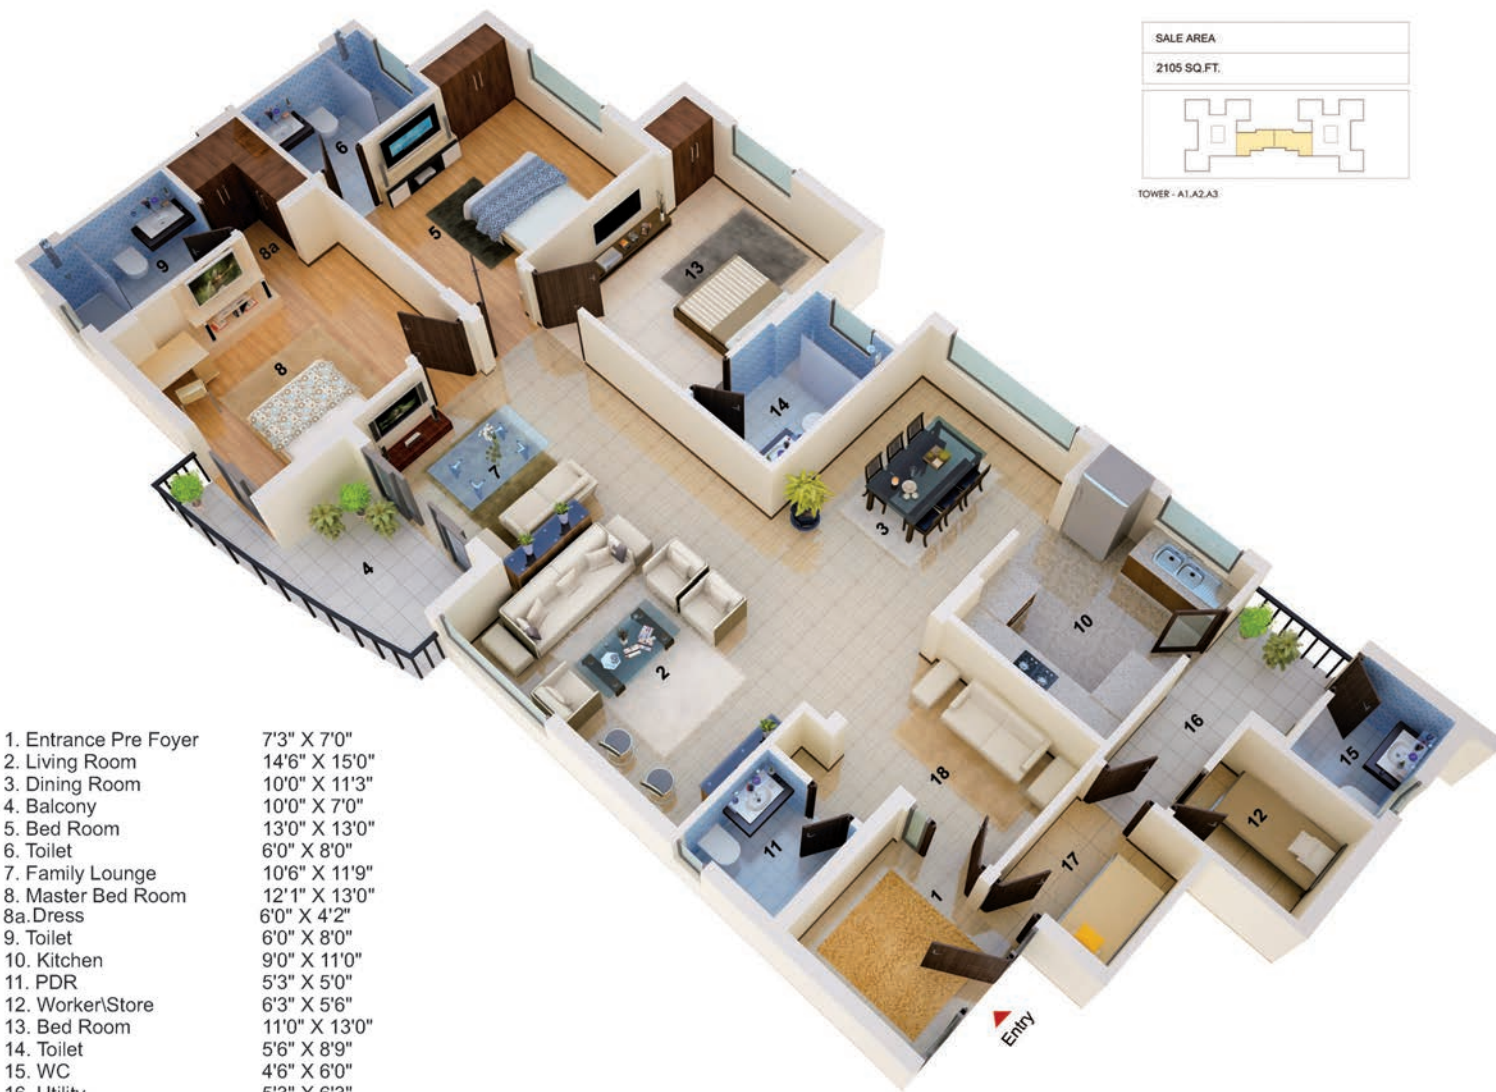 SALE AREA
2105 SQ.FT.
TOWER - A1,A2,A3
6
5
8a
9
13
8
14
7
3
4
10
2
16
15
18
12
11
17
1
Entry
1. Entrance Pre Foyer 7'3" X 7'0"
2. Living Room 14'6" X 15'0"
3. Dining Room 10'0" X 11'3"
4. Balcony 10'0" X 7'0"
5. Bed Room 13'0" X 13'0"
6. Toilet 6'0" X 8'0"
7. Family Lounge 10'6" X 11'9"
8. Master Bed Room 12'1" X 13'0"
8a.Dress 6'0" X 4'2"
9. Toilet 6'0" X 8'0"
10. Kitchen 9'0" X 11'0"
11. PDR 5'3" X 5'0"
12. Worker\Store 6'3" X 5'6"
13. Bed Room 11'0" X 13'0"
14. Toilet 5'6" X 8'9"
15. WC 4'6" X 6'0"
16. Utility 5'3" X 6'3"